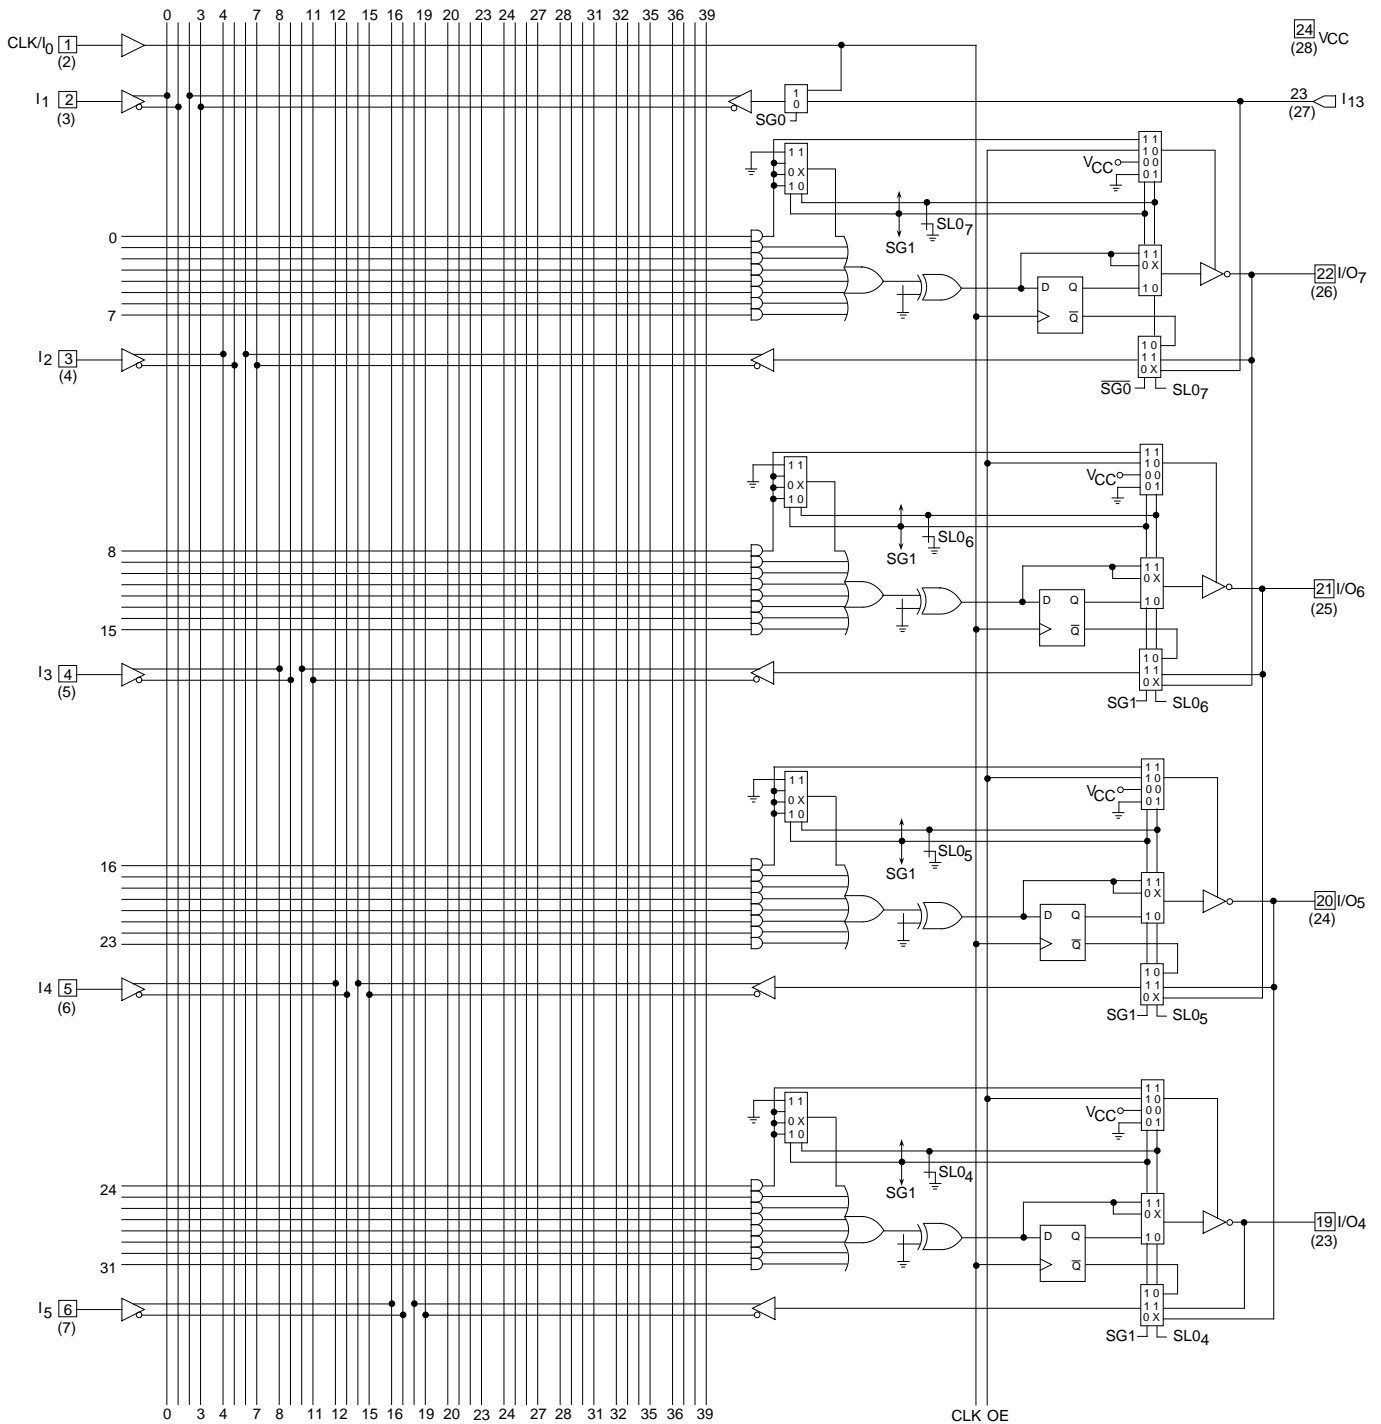 0 3 4 7 8 11 12 15 16 19 20 23 24 27 28 31 32 35 36 39
CLK/I0 1 (2)
24 (28) VCC
I1 2 (3)
1 0
SG0
23 (27) I13
1 1
0 X
1 0
1 1
1 0
0 0
0 1
VCC
SL07
SG1
0
7
1 1
0 X
1 0
D Q
Q̅
22 I/O7
(26)
I2 3 (4)
1 0
1 1
0 X
S̅G̅0̅ SL07
1 1
0 X
1 0
1 1
1 0
0 0
0 1
VCC
SL06
SG1
8
15
1 1
0 X
1 0
D Q
Q̅
21 I/O6
(25)
I3 4 (5)
1 0
1 1
0 X
SG1 SL06
1 1
0 X
1 0
1 1
1 0
0 0
0 1
VCC
SL05
SG1
16
23
1 1
0 X
1 0
D Q
Q̅
20 I/O5
(24)
I4 5 (6)
1 0
1 1
0 X
SG1 SL05
1 1
0 X
1 0
1 1
1 0
0 0
0 1
VCC
SL04
SG1
24
31
1 1
0 X
1 0
D Q
Q̅
19 I/O4
(23)
I5 6 (7)
1 0
1 1
0 X
SG1 SL04
0 3 4 7 8 11 12 15 16 19 20 23 24 27 28 31 32 35 36 39
CLK OE